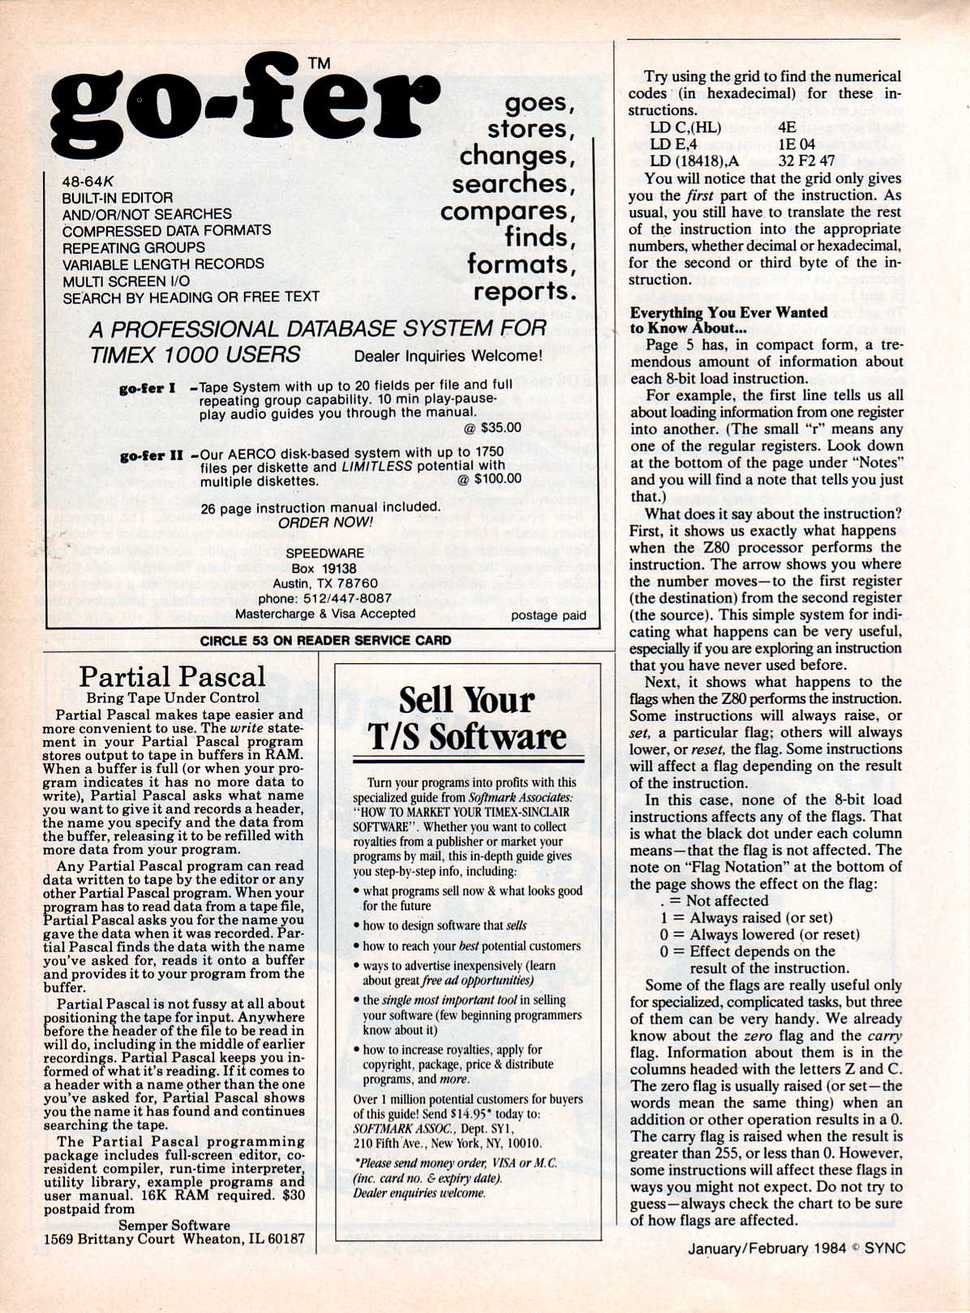 go-fer™
goes,
stores,
changes,
searches,
compares,
finds,
formats,
reports.
48-64K
BUILT-IN EDITOR
AND/OR/NOT SEARCHES
COMPRESSED DATA FORMATS
REPEATING GROUPS
VARIABLE LENGTH RECORDS
MULTI SCREEN I/O
SEARCH BY HEADING OR FREE TEXT
A PROFESSIONAL DATABASE SYSTEM FOR
TIMEX 1000 USERS Dealer Inquiries Welcome!
go-fer I –Tape System with up to 20 fields per file and full
repeating group capability. 10 min play-pause-
play audio guides you through the manual.
@ $35.00
go-fer II –Our AERCO disk-based system with up to 1750
files per diskette and LIMITLESS potential with
multiple diskettes. @ $100.00
26 page instruction manual included.
ORDER NOW!
SPEEDWARE
Box 19138
Austin, TX 78760
phone: 512/447-8087
Mastercharge & Visa Accepted postage paid
CIRCLE 53 ON READER SERVICE CARD
Partial Pascal
Bring Tape Under Control
Partial Pascal makes tape easier and
more convenient to use. The write state-
ment in your Partial Pascal program
stores output to tape in buffers in RAM.
When a buffer is full (or when your pro-
gram indicates it has no more data to
write), Partial Pascal asks what name
you want to give it and records a header,
the name you specify and the data from
the buffer, releasing it to be refilled with
more data from your program.
Any Partial Pascal program can read
data written to tape by the editor or any
other Partial Pascal program. When your
program has to read data from a tape file,
Partial Pascal asks you for the name you
gave the data when it was recorded. Par-
tial Pascal finds the data with the name
you've asked for, reads it onto a buffer
and provides it to your program from the
buffer.
Partial Pascal is not fussy at all about
positioning the tape for input. Anywhere
before the header of the file to be read in
will do, including in the middle of earlier
recordings. Partial Pascal keeps you in-
formed of what it's reading. If it comes to
a header with a name other than the one
you've asked for, Partial Pascal shows
you the name it has found and continues
searching the tape.
The Partial Pascal programming
package includes full-screen editor, co-
resident compiler, run-time interpreter,
utility library, example programs and
user manual. 16K RAM required. $30
postpaid from
Semper Software
1569 Brittany Court Wheaton, IL 60187
Sell Your
T/S Software
Turn your programs into profits with this
specialized guide from Softmark Associates:
"HOW TO MARKET YOUR TIMEX-SINCLAIR
SOFTWARE". Whether you want to collect
royalties from a publisher or market your
programs by mail, this in-depth guide gives
you step-by-step info, including:
• what programs sell now & what looks good
for the future
• how to design software that sells
• how to reach your best potential customers
• ways to advertise inexpensively (learn
about great free ad opportunities)
• the single most important tool in selling
your software (few beginning programmers
know about it)
• how to increase royalties, apply for
copyright, package, price & distribute
programs, and more.
Over 1 million potential customers for buyers
of this guide! Send $14.95* today to:
SOFTMARK ASSOC., Dept. SY1,
210 Fifth Ave., New York, NY, 10010.
*Please send money order, VISA or M.C.
(inc. card no. & expiry date).
Dealer enquiries welcome.
Try using the grid to find the numerical
codes (in hexadecimal) for these in-
structions.
LD C,(HL) 4E
LD E,4 1E 04
LD (18418),A 32 F2 47
You will notice that the grid only gives
you the first part of the instruction. As
usual, you still have to translate the rest
of the instruction into the appropriate
numbers, whether decimal or hexadecimal,
for the second or third byte of the in-
struction.
Everything You Ever Wanted
to Know About...
Page 5 has, in compact form, a tre-
mendous amount of information about
each 8-bit load instruction.
For example, the first line tells us all
about loading information from one register
into another. (The small "r" means any
one of the regular registers. Look down
at the bottom of the page under "Notes"
and you will find a note that tells you just
that.)
What does it say about the instruction?
First, it shows us exactly what happens
when the Z80 processor performs the
instruction. The arrow shows you where
the number moves—to the first register
(the destination) from the second register
(the source). This simple system for indi-
cating what happens can be very useful,
especially if you are exploring an instruction
that you have never used before.
Next, it shows what happens to the
flags when the Z80 performs the instruction.
Some instructions will always raise, or
set, a particular flag; others will always
lower, or reset, the flag. Some instructions
will affect a flag depending on the result
of the instruction.
In this case, none of the 8-bit load
instructions affects any of the flags. That
is what the black dot under each column
means—that the flag is not affected. The
note on "Flag Notation" at the bottom of
the page shows the effect on the flag:
. = Not affected
1 = Always raised (or set)
0 = Always lowered (or reset)
0 = Effect depends on the
result of the instruction.
Some of the flags are really useful only
for specialized, complicated tasks, but three
of them can be very handy. We already
know about the zero flag and the carry
flag. Information about them is in the
columns headed with the letters Z and C.
The zero flag is usually raised (or set—the
words mean the same thing) when an
addition or other operation results in a 0.
The carry flag is raised when the result is
greater than 255, or less than 0. However,
some instructions will affect these flags in
ways you might not expect. Do not try to
guess—always check the chart to be sure
of how flags are affected.
January/February 1984 © SYNC